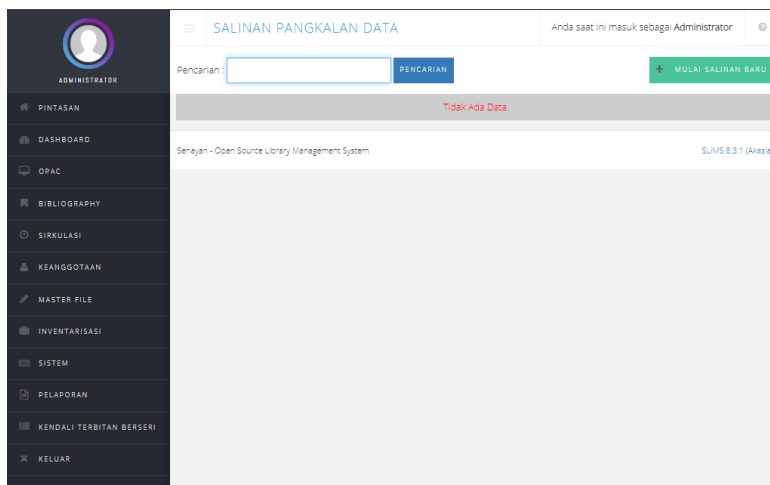 SALINAN PANGKALAN DATA
Anda saat ini masuk sebagai Administrator
ADMINISTRATOR
Pencarian :
PENCARIAN
MULAI SALINAN BARU
Tidak Ada Data
Senayan - Open Source Library Management System
SLiMS 8.3.1 (Akasia
PINTASAN
DASHBOARD
OPAC
BIBLIOGRAPHY
SIRKULASI
KEANGGOTAAN
MASTER FILE
INVENTARISASI
SISTEM
PELAPORAN
KENDALI TERBITAN BERSERI
KELUAR